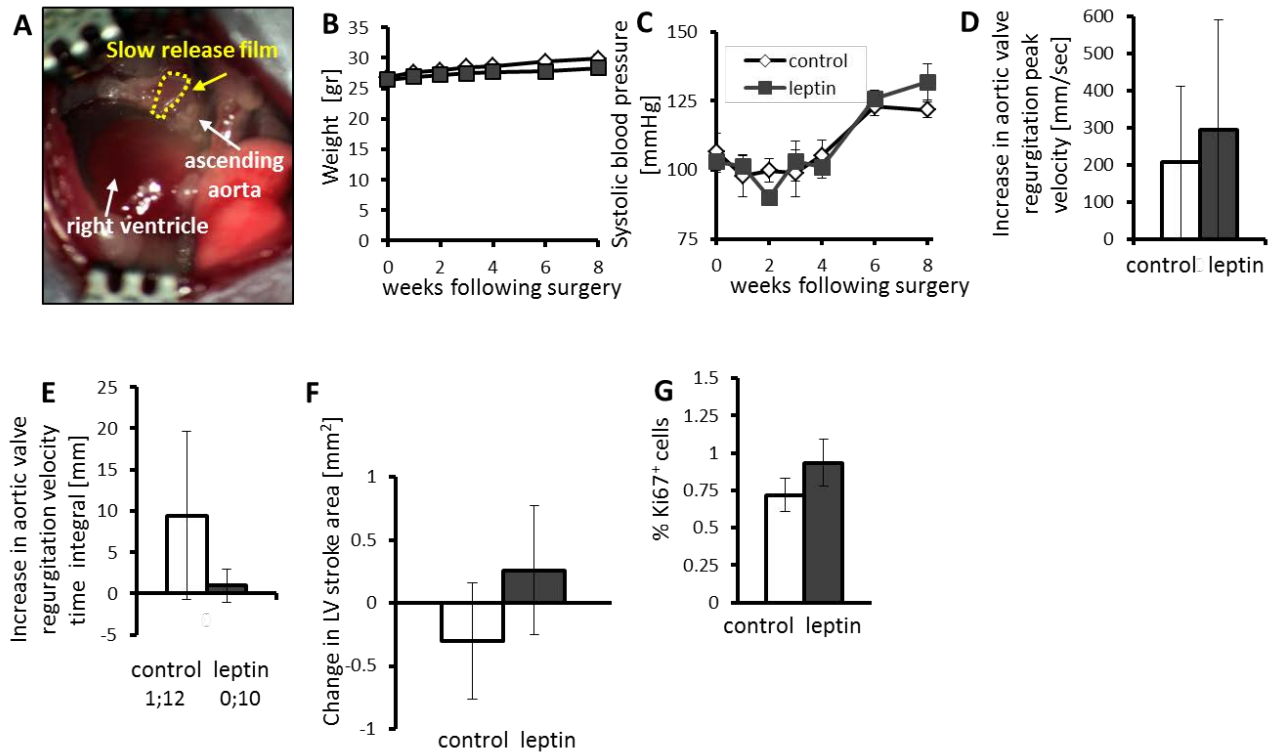 A
Slow release film
ascending
aorta
right ventricle
B
Weight [gr]
35
30
25
20
15
10
5
0
0 2 4 6 8
weeks following surgery
C
Systolic blood pressure
[mmHg]
150
125
100
75
control
leptin
0 2 4 6 8
weeks following surgery
D
Increase in aortic valve
regurgitation peak
velocity [mm/sec]
600
500
400
300
200
100
0
control leptin
E
Increase in aortic valve
regurgitation velocity
time integral [mm]
25
20
15
10
5
0
-5
0
control leptin
1;12 0;10
F
Change in LV stroke area [mm²]
1
0.5
0
-0.5
-1
control leptin
G
% Ki67⁺ cells
1.5
1.25
1
0.75
0.5
0.25
0
control leptin